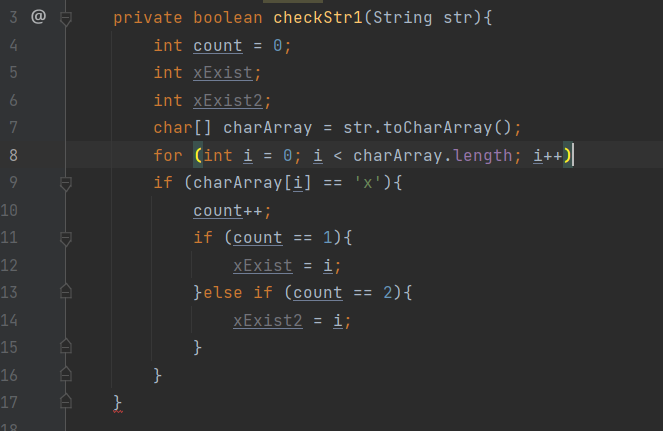 3 @ private boolean checkStr1(String str){
4 int count = 0;
5 int xExist;
6 int xExist2;
7 char[] charArray = str.toCharArray();
8 for (int i = 0; i < charArray.length; i++)
9 if (charArray[i] == 'x'){
10 count++;
11 if (count == 1){
12 xExist = i;
13 }else if (count == 2){
14 xExist2 = i;
15 }
16 }
17 }
18